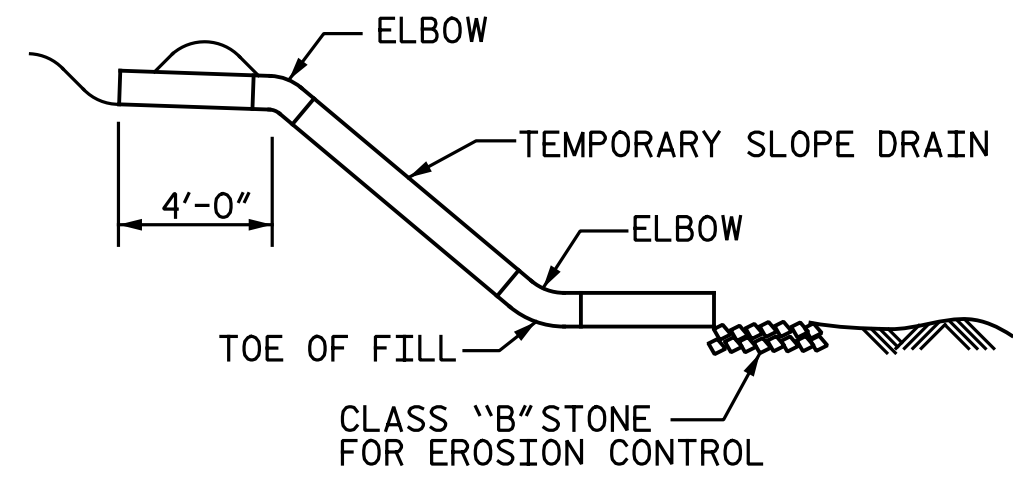 ELBOW
TEMPORARY SLOPE DRAIN
4'-0"
ELBOW
TOE OF FILL
CLASS "B" STONE
FOR EROSION CONTROL